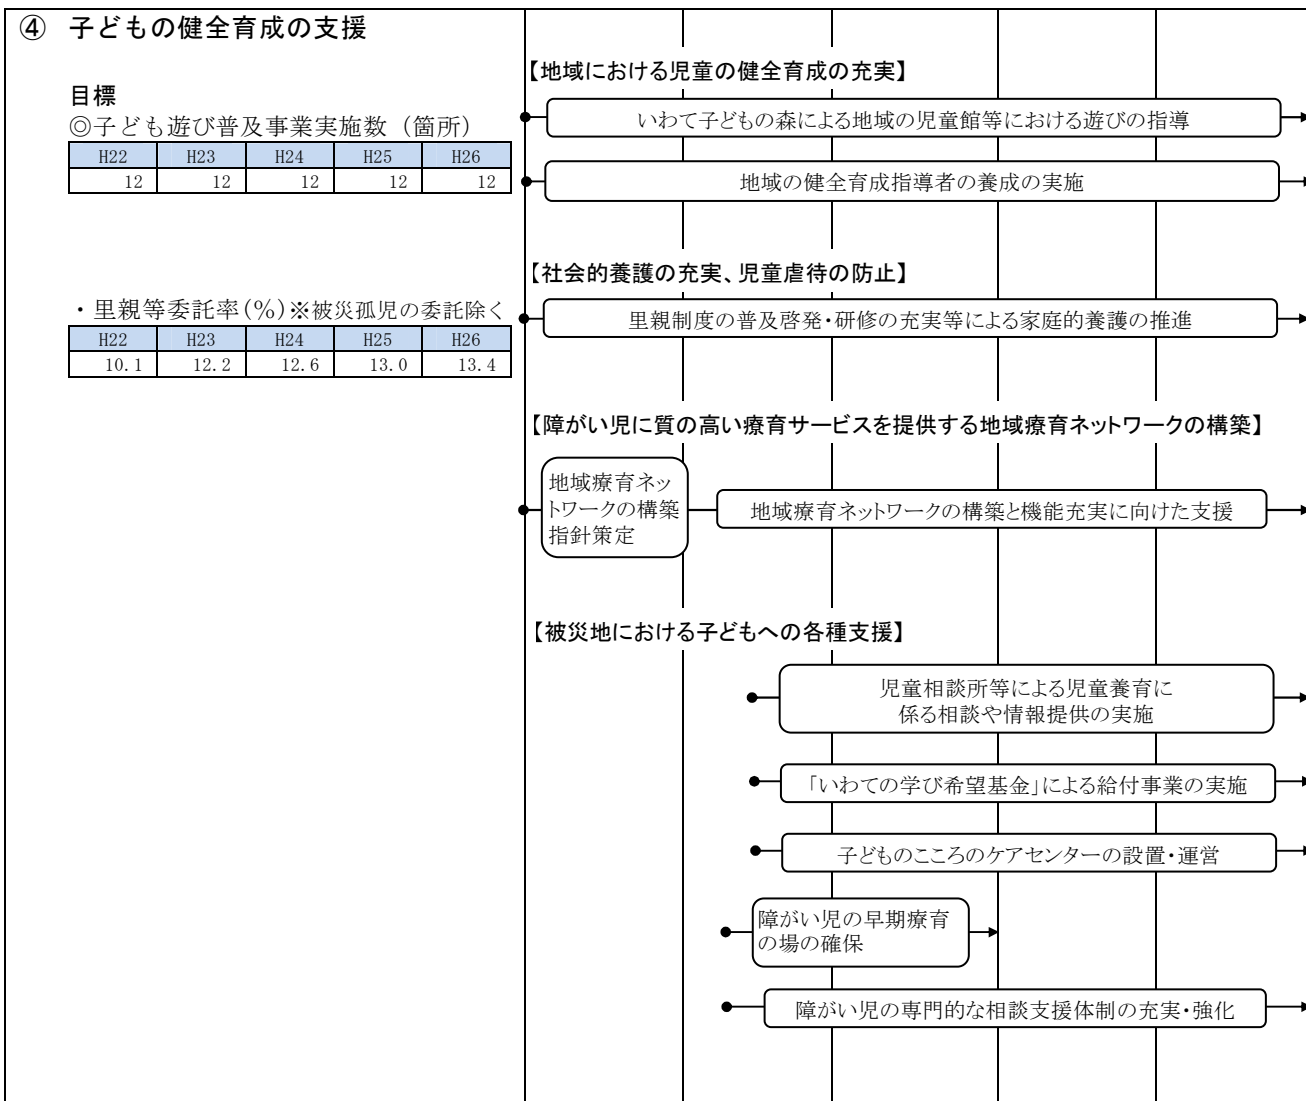 ④ 子どもの健全育成の支援
目標
◎子ども遊び普及事業実施数（箇所）
H22 H23 H24 H25 H26
12 12 12 12 12
・里親等委託率(%)※被災孤児の委託除く
H22 H23 H24 H25 H26
10.1 12.2 12.6 13.0 13.4
【地域における児童の健全育成の充実】
いわて子どもの森による地域の児童館等における遊びの指導
地域の健全育成指導者の養成の実施
【社会的養護の充実、児童虐待の防止】
里親制度の普及啓発・研修の充実等による家庭的養護の推進
【障がい児に質の高い療育サービスを提供する地域療育ネットワークの構築】
地域療育ネッ
トワークの構築
指針策定
地域療育ネットワークの構築と機能充実に向けた支援
【被災地における子どもへの各種支援】
児童相談所等による児童養育に
係る相談や情報提供の実施
「いわての学び希望基金」による給付事業の実施
子どものこころのケアセンターの設置・運営
障がい児の早期療育
の場の確保
障がい児の専門的な相談支援体制の充実・強化